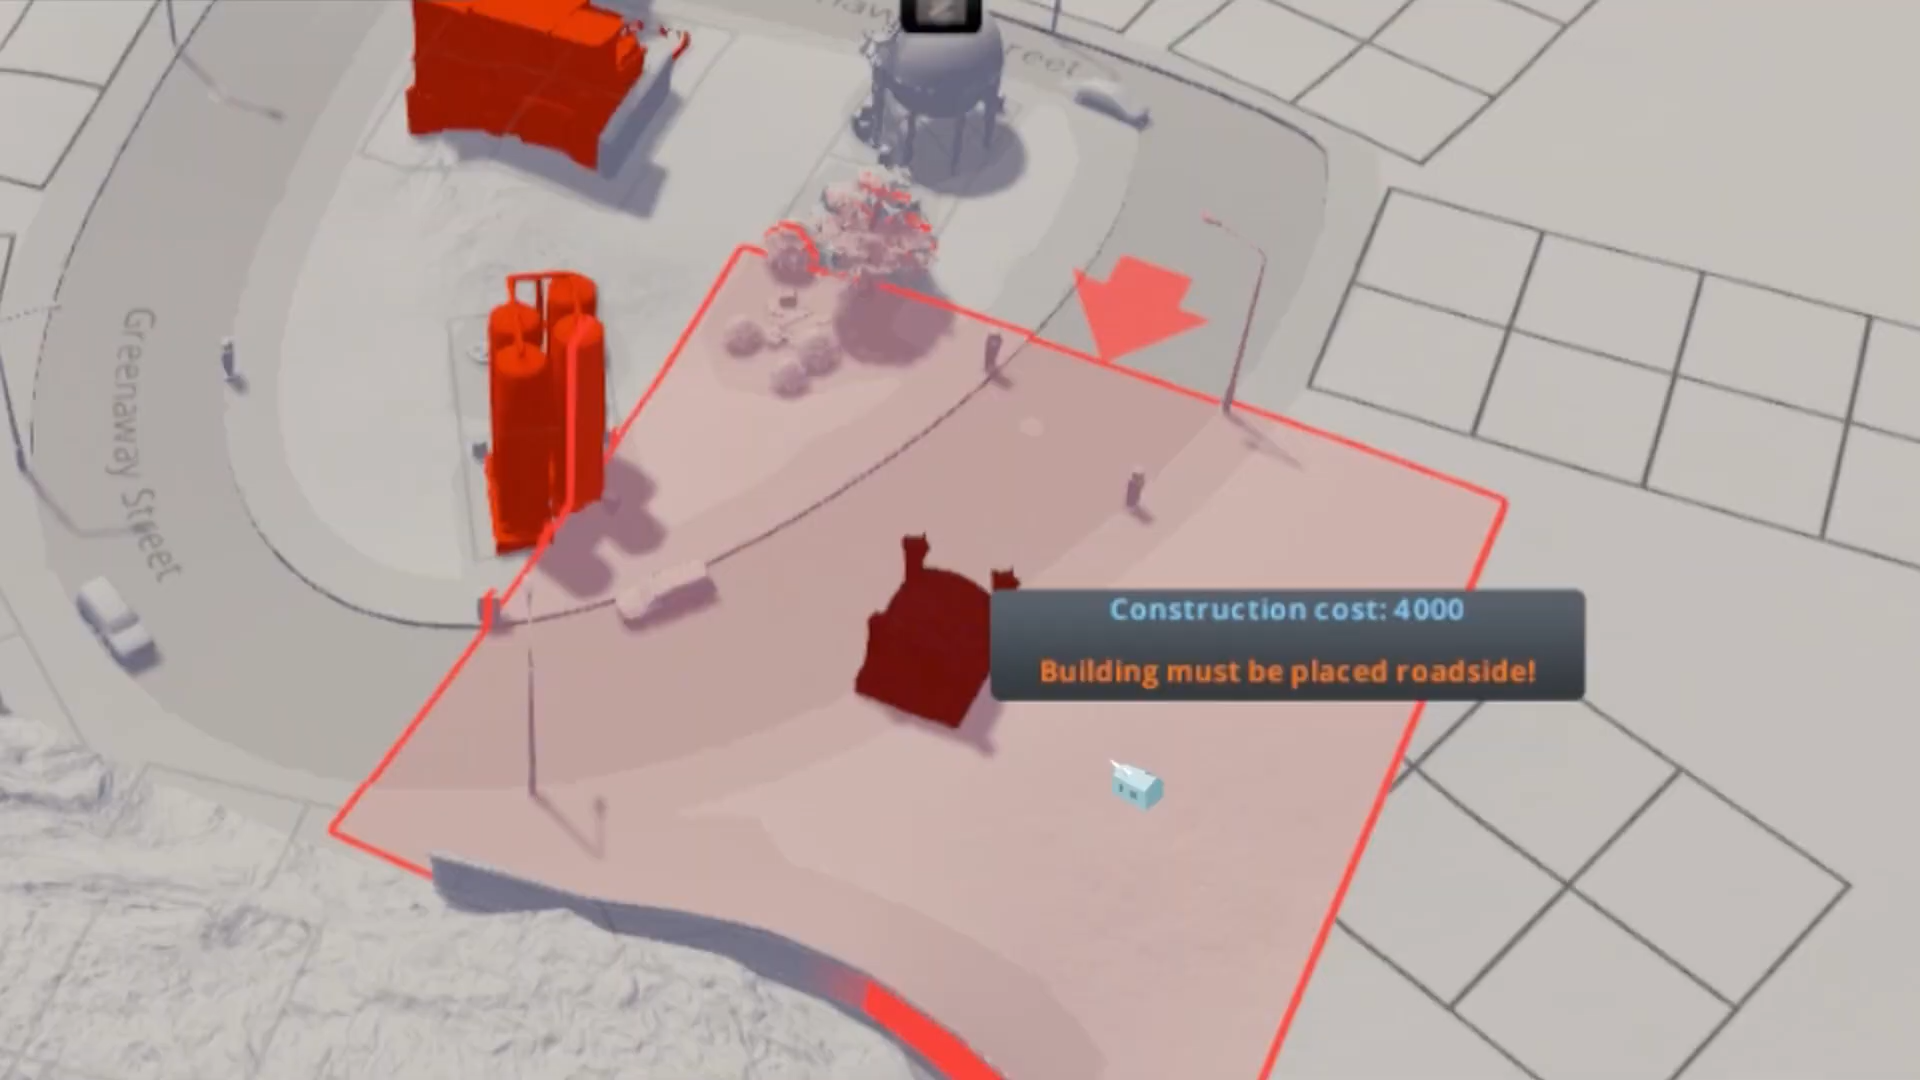 Greenaway Street
Construction cost: 4000
Building must be placed roadside!